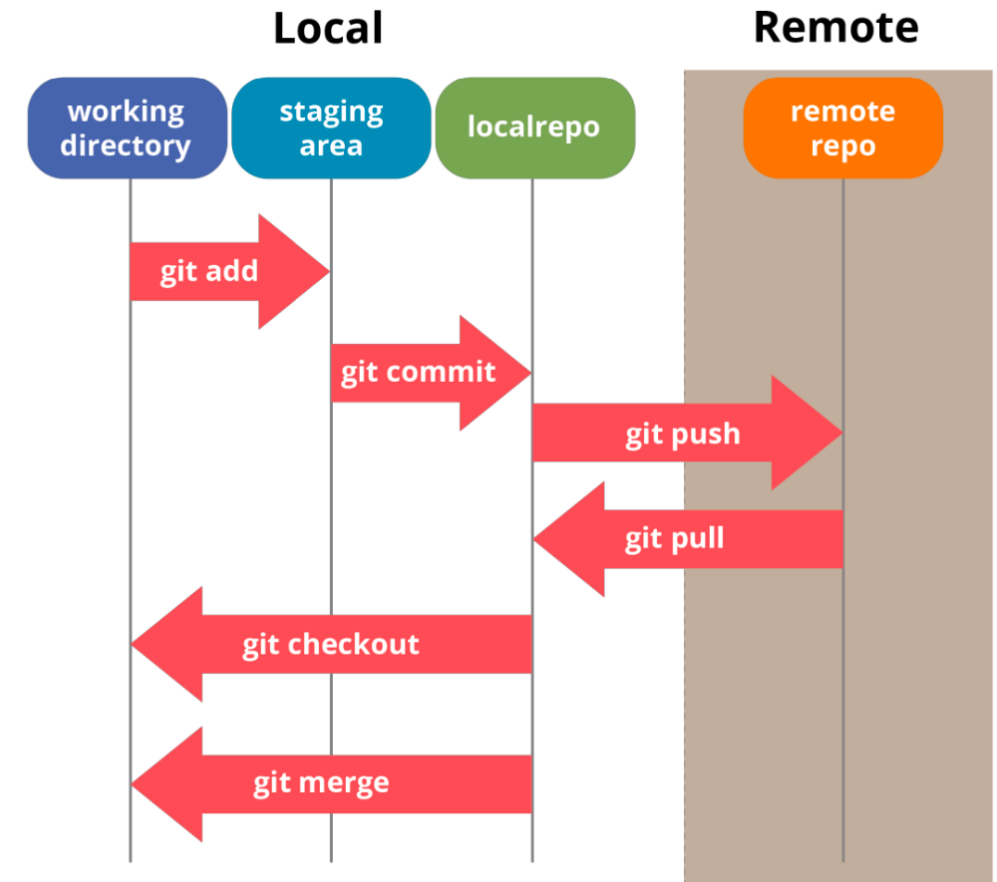 Local
Remote
working
directory
staging
area
localrepo
remote
repo
git add
git commit
git push
git pull
git checkout
git merge